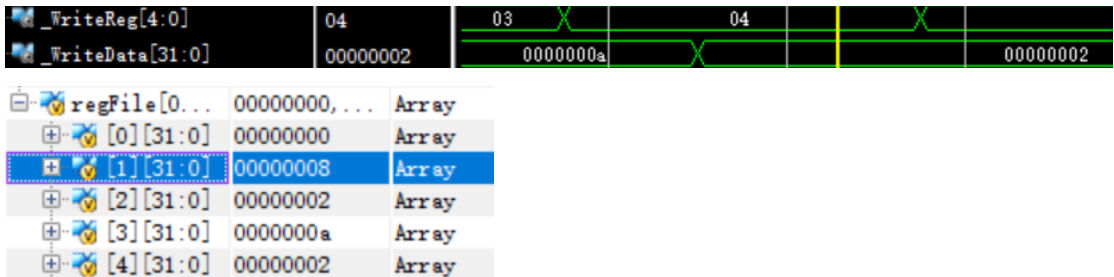 _WriteReg[4:0] 04 03 04
_WriteData[31:0] 00000002 0000000a 00000002
regFile[0... 00000000,... Array
[0][31:0] 00000000 Array
[1][31:0] 00000008 Array
[2][31:0] 00000002 Array
[3][31:0] 0000000a Array
[4][31:0] 00000002 Array